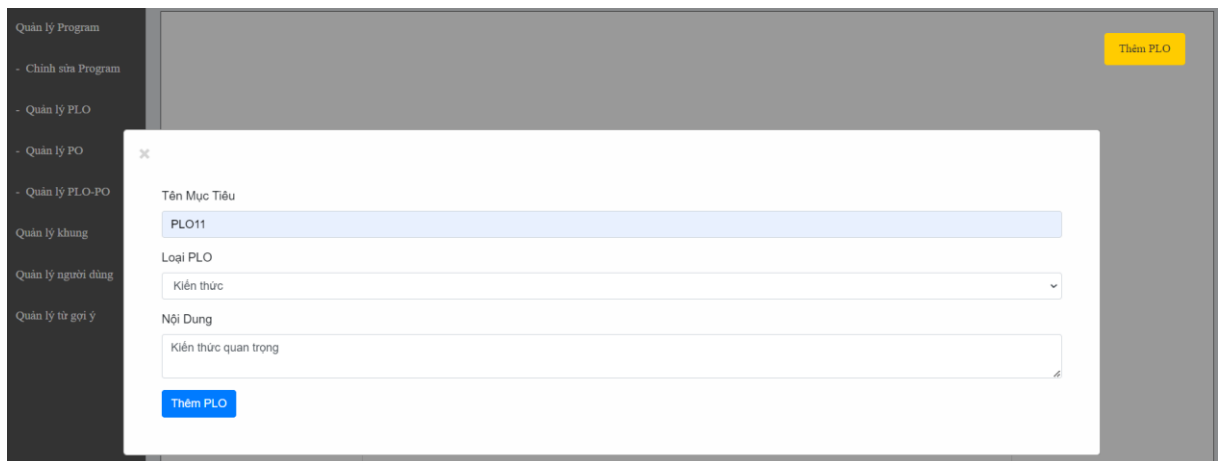 Quản lý Program
- Chỉnh sửa Program
- Quản lý PLO
- Quản lý PO
- Quản lý PLO-PO
Quản lý khung
Quản lý người dùng
Quản lý từ gợi ý
Thêm PLO
×
Tên Mục Tiêu
PLO11
Loại PLO
Kiến thức
Nội Dung
Kiến thức quan trọng
Thêm PLO